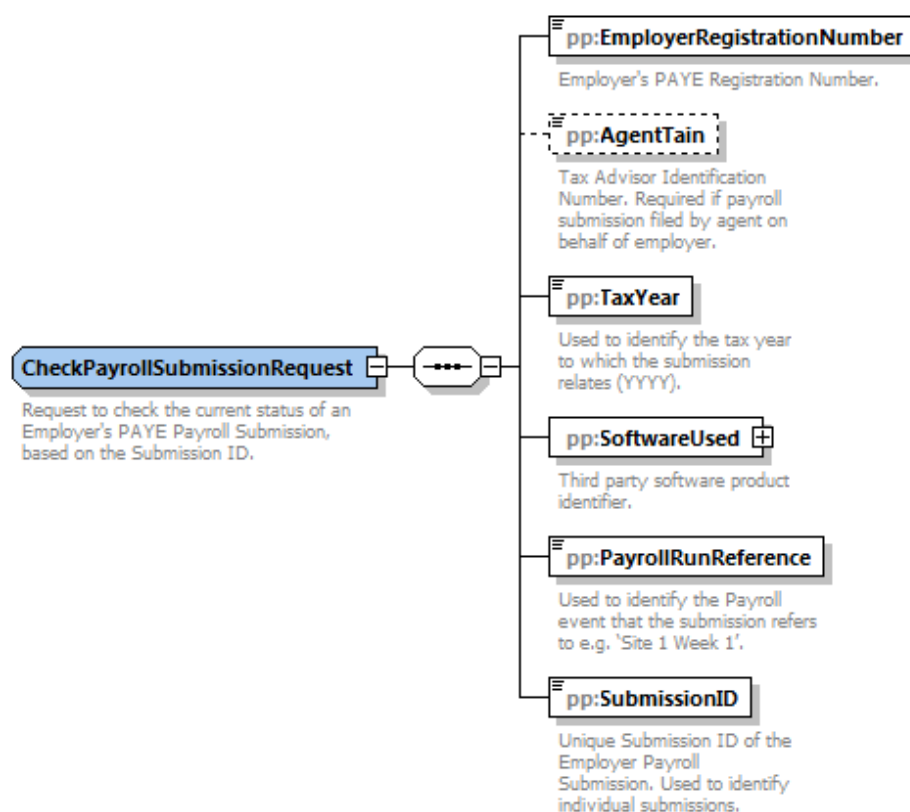 pp:EmployerRegistrationNumber
Employer's PAYE Registration Number.
pp:AgentTain
Tax Advisor Identification
Number. Required if payroll
submission filed by agent on
behalf of employer.
pp:TaxYear
Used to identify the tax year
to which the submission
relates (YYYY).
CheckPayrollSubmissionRequest
Request to check the current status of an
Employer's PAYE Payroll Submission,
based on the Submission ID.
pp:SoftwareUsed
Third party software product
identifier.
pp:PayrollRunReference
Used to identify the Payroll
event that the submission refers
to e.g. ‘Site 1 Week 1’.
pp:SubmissionID
Unique Submission ID of the
Employer Payroll
Submission. Used to identify
individual submissions.